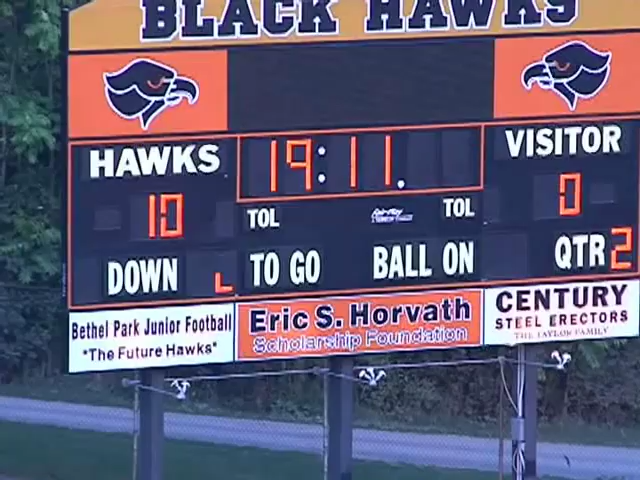 BLACK HAWKS
HAWKS 19:11. VISITOR
10 TOL TOL 0
DOWN TO GO BALL ON QTR 2
Bethel Park Junior Football
"The Future Hawks"
Eric S. Horvath
Scholarship Foundation
CENTURY
STEEL ERECTORS
THE TAYLOR FAMILY